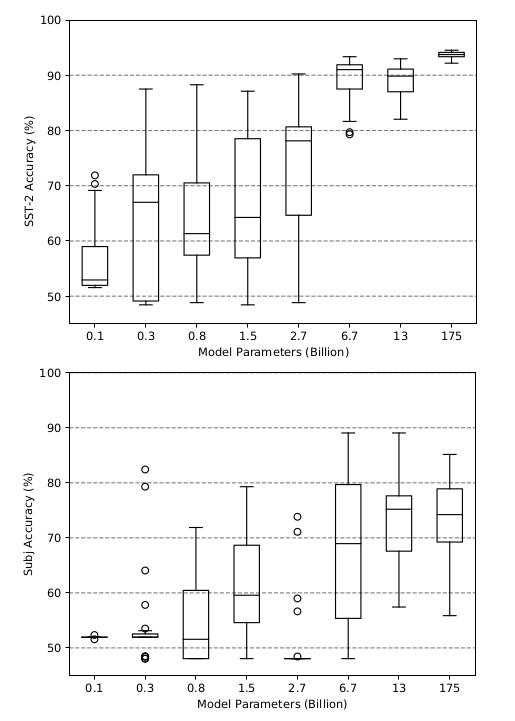 100
90
80
70
60
50
SST-2 Accuracy (%)
0.1 0.3 0.8 1.5 2.7 6.7 13 175
Model Parameters (Billion)
100
90
80
70
60
50
Subj Accuracy (%)
0.1 0.3 0.8 1.5 2.7 6.7 13 175
Model Parameters (Billion)